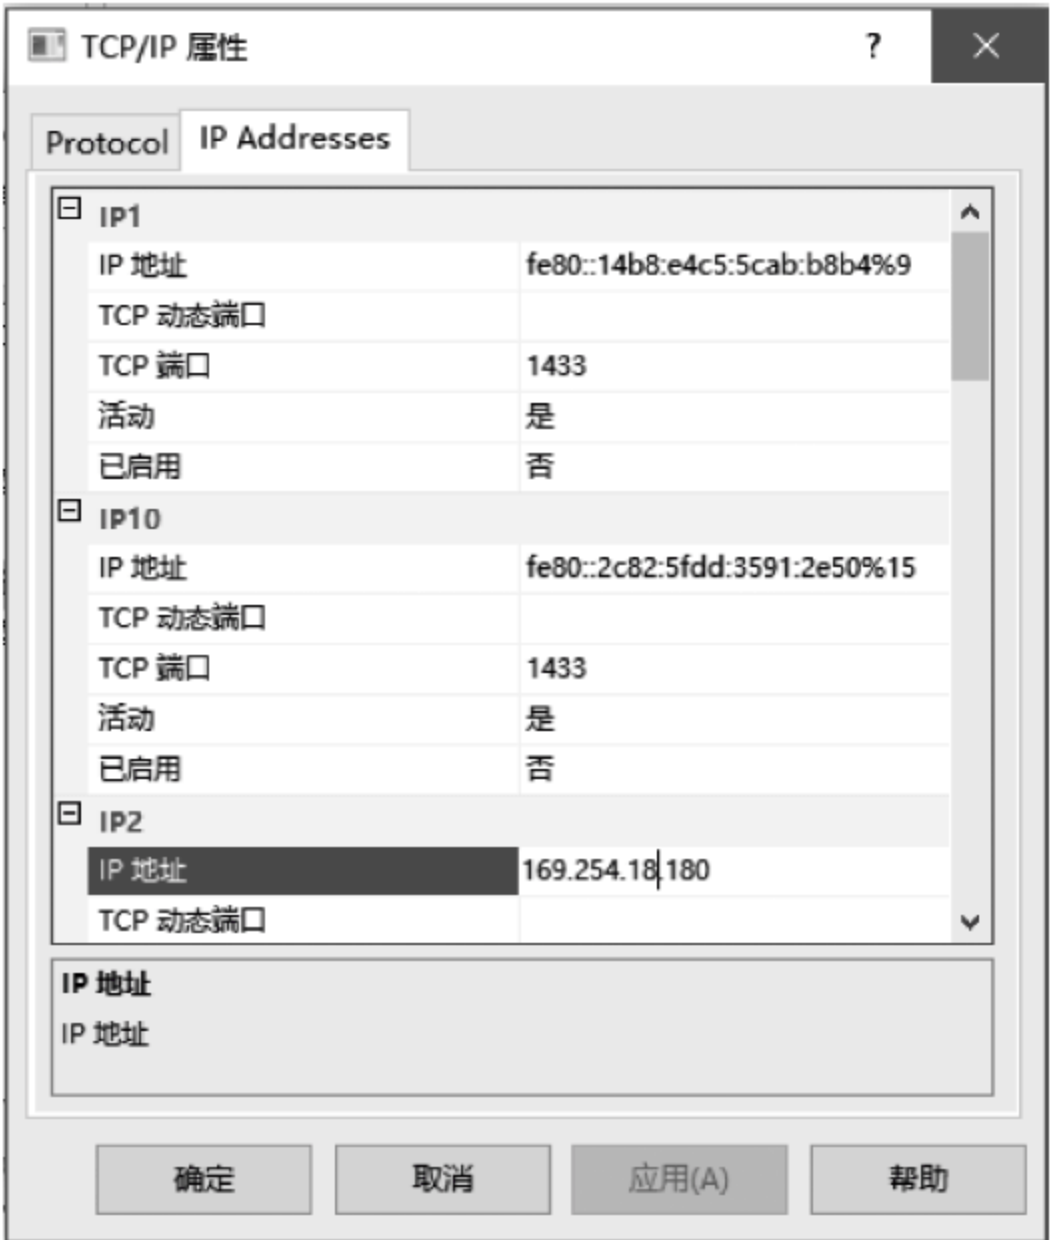 TCP/IP 属性
?
Protocol
IP Addresses
IP1
IP 地址 fe80::14b8:e4c5:5cab:b8b4%9
TCP 动态端口
TCP 端口 1433
活动 是
已启用 否
IP10
IP 地址 fe80::2c82:5fdd:3591:2e50%15
TCP 动态端口
TCP 端口 1433
活动 是
已启用 否
IP2
IP 地址 169.254.18.180
TCP 动态端口
IP 地址
IP 地址
确定 取消 应用(A) 帮助